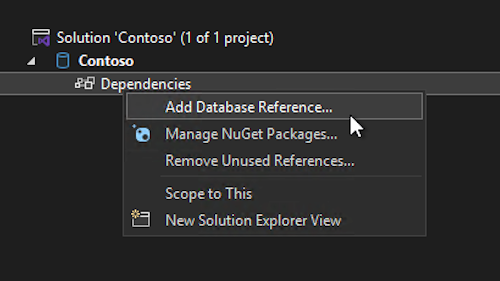 Solution 'Contoso' (1 of 1 project)
Contoso
Dependencies
Add Database Reference...
Manage NuGet Packages...
Remove Unused References...
Scope to This
New Solution Explorer View